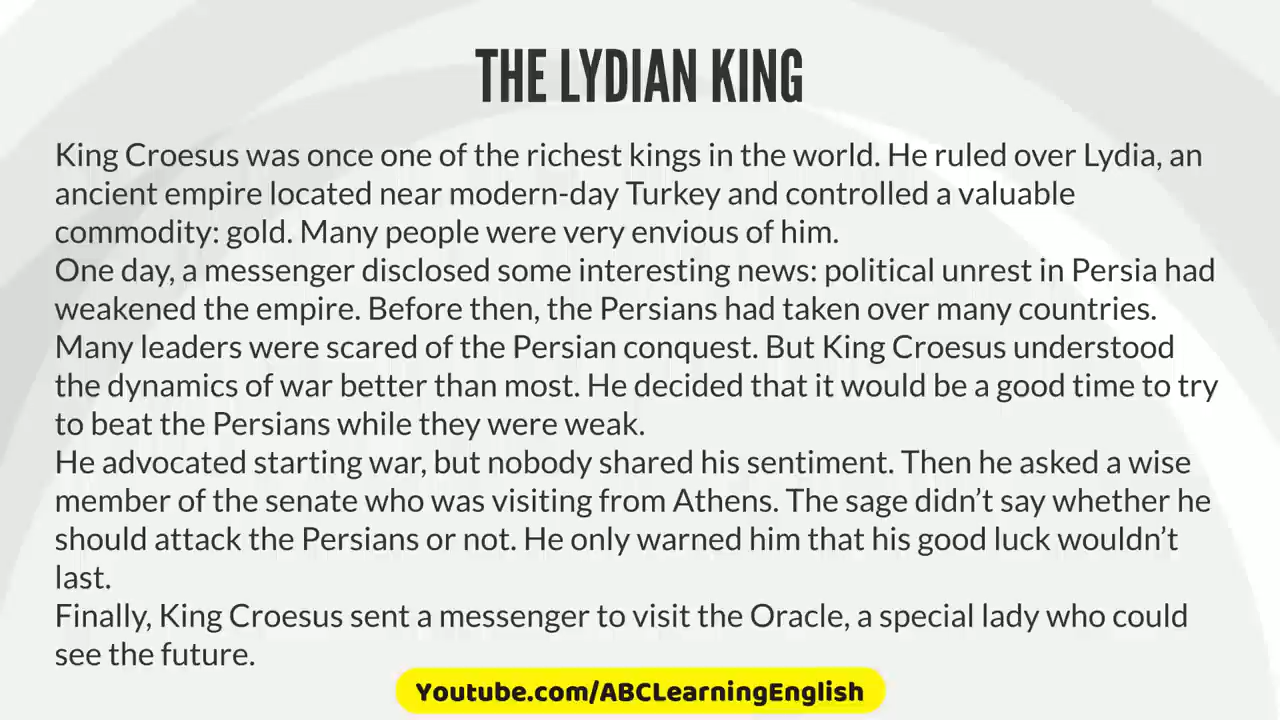 THE LYDIAN KING
King Croesus was once one of the richest kings in the world. He ruled over Lydia, an
ancient empire located near modern-day Turkey and controlled a valuable
commodity: gold. Many people were very envious of him.
One day, a messenger disclosed some interesting news: political unrest in Persia had
weakened the empire. Before then, the Persians had taken over many countries.
Many leaders were scared of the Persian conquest. But King Croesus understood
the dynamics of war better than most. He decided that it would be a good time to try
to beat the Persians while they were weak.
He advocated starting war, but nobody shared his sentiment. Then he asked a wise
member of the senate who was visiting from Athens. The sage didn’t say whether he
should attack the Persians or not. He only warned him that his good luck wouldn’t
last.
Finally, King Croesus sent a messenger to visit the Oracle, a special lady who could
see the future.
Youtube.com/ABCLearningEnglish